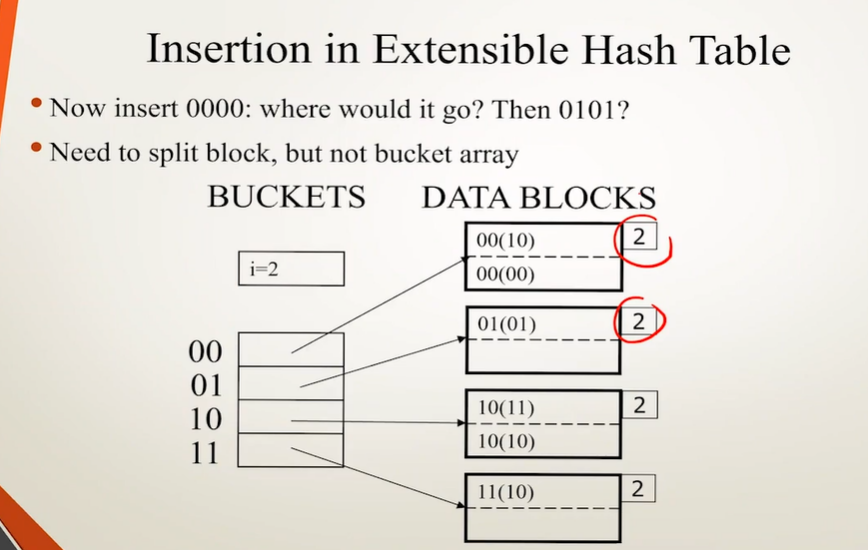 Insertion in Extensible Hash Table
Now insert 0000: where would it go? Then 0101?
Need to split block, but not bucket array
BUCKETS
DATA BLOCKS
i=2
00
01
10
11
00(10)
00(00)
2
01(01)
2
10(11)
10(10)
2
11(10)
2